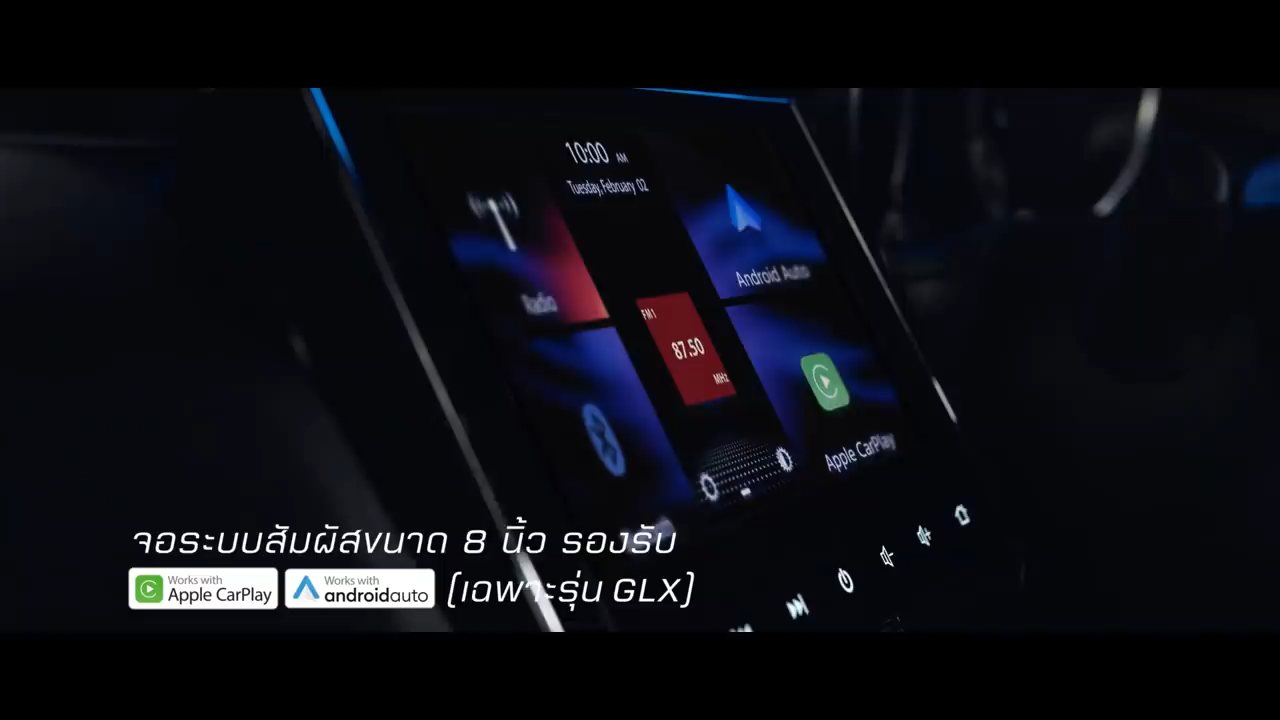 10:00 AM
Tuesday, February 02
Radio
Android Auto
FM1
87.50
MHz
Apple CarPlay
จอระบบสัมผัสขนาด 8 นิ้ว รองรับ
Works with Apple CarPlay Works with androidauto (เฉพาะรุ่น GLX)